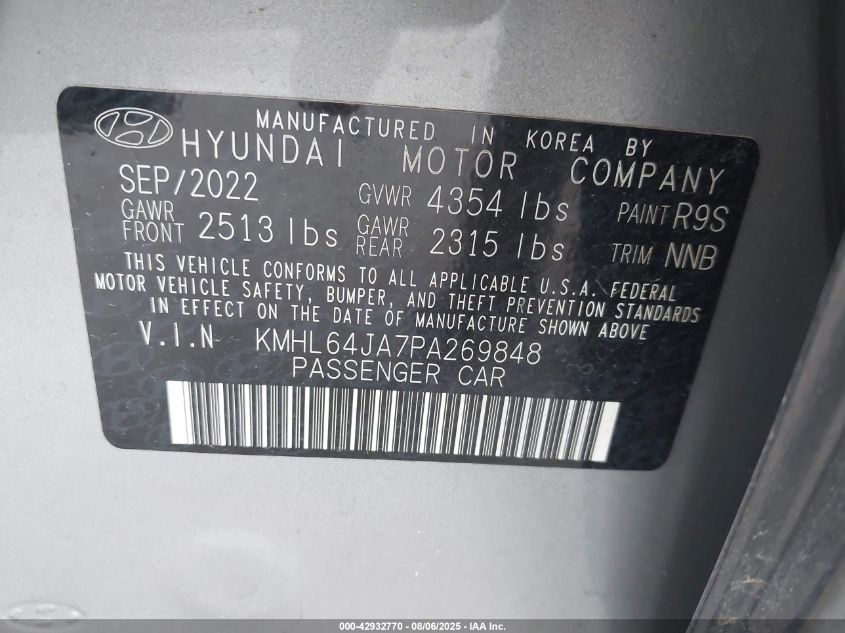 MANUFACTURED IN KOREA BY
HYUNDAI MOTOR COMPANY
SEP/2022 GVWR 4354 lbs PAINT R9S
GAWR FRONT 2513 lbs GAWR REAR 2315 lbs TRIM NNB
THIS VEHICLE CONFORMS TO ALL APPLICABLE U.S.A. FEDERAL
MOTOR VEHICLE SAFETY, BUMPER, AND THEFT PREVENTION STANDARDS
IN EFFECT ON THE DATE OF MANUFACTURE SHOWN ABOVE
V.I.N KMHL64JA7PA269848
PASSENGER CAR
000-42932770 - 08/06/2025 - IAA Inc.